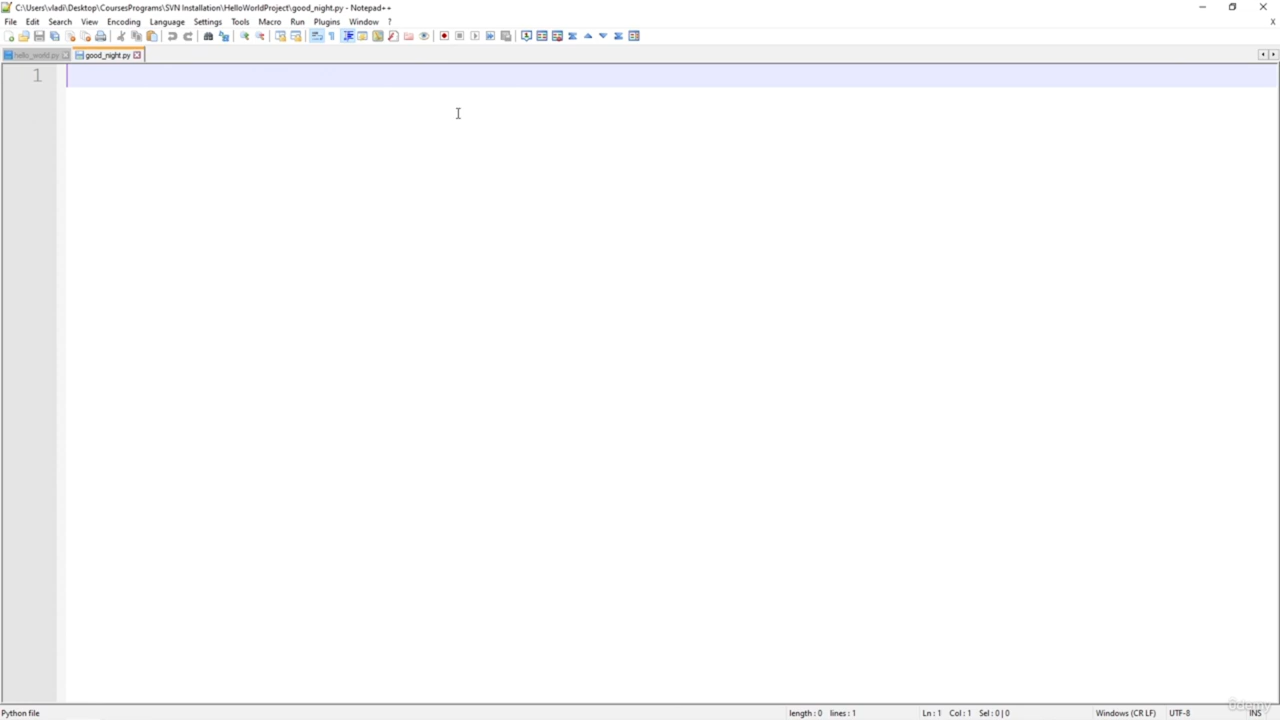 C:\Users\vladi\Desktop\CoursesPrograms\SVN Installation\HelloWorldProject\good_night.py - Notepad++
File Edit Search View Encoding Language Settings Tools Macro Run Plugins Window ?
hello_world.py good_night.py
1
Python file length : 0 lines : 1 Ln : 1 Col : 1 Sel : 0 | 0 Windows (CR LF) UTF-8 INS
ûdemy